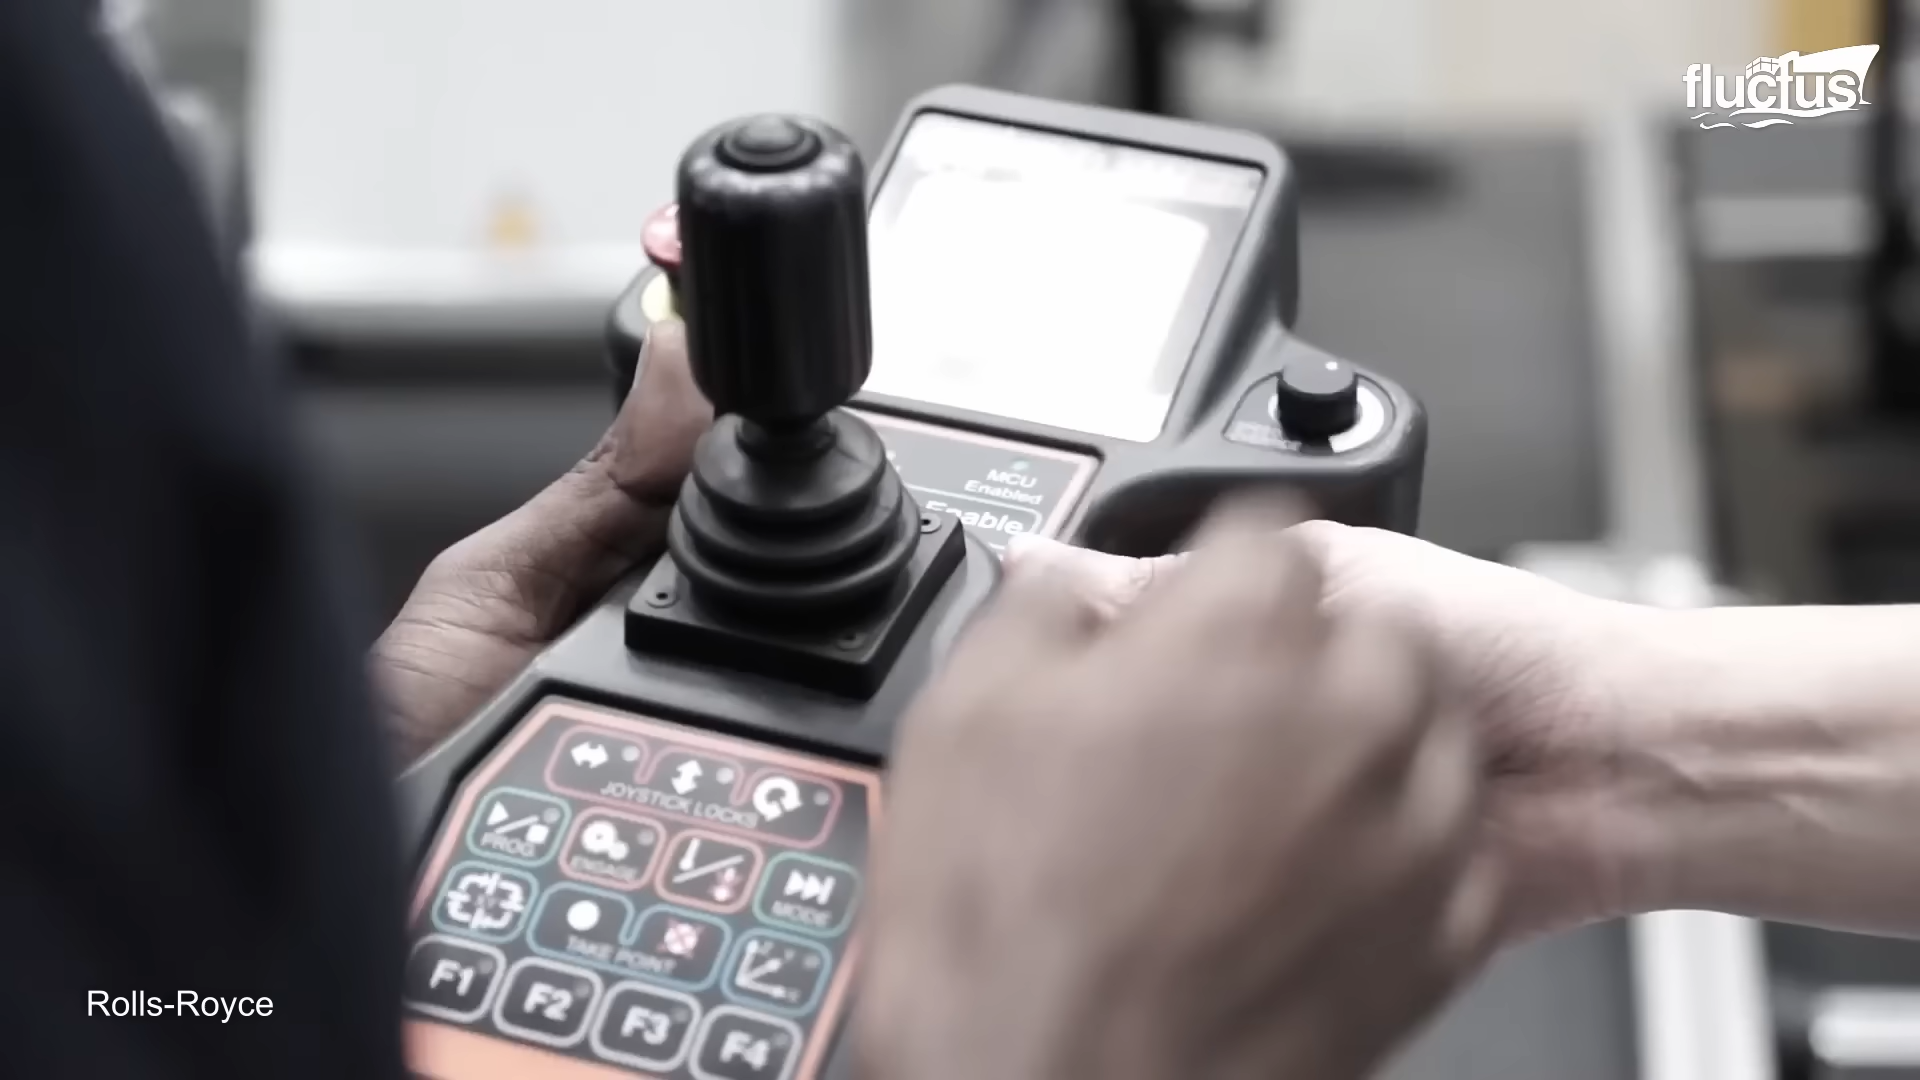 fluctus
MCU
Enabled
Enable
JOYSTICK LOCKS
PROG
ENGAGE
MODE
TAKE POINT
F1
F2
F3
F4
Rolls-Royce